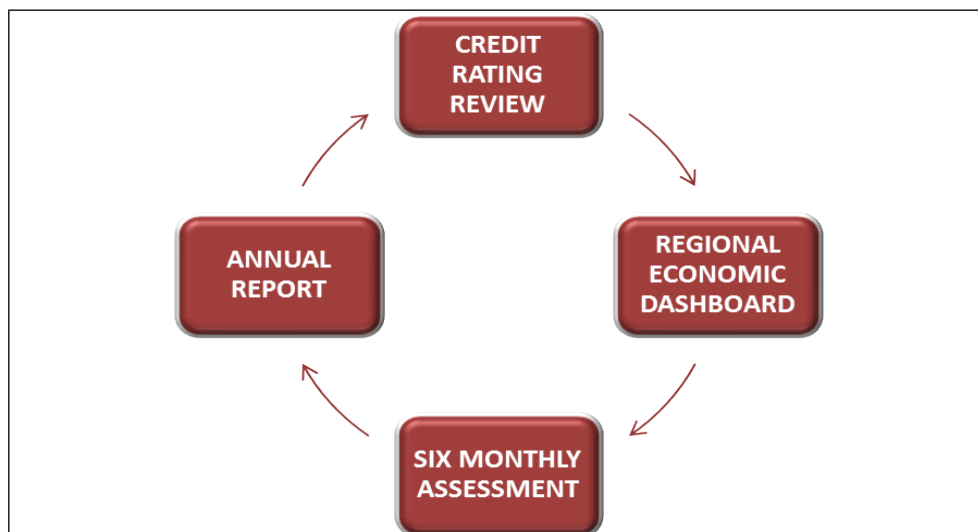 CREDIT
RATING
REVIEW
REGIONAL
ECONOMIC
DASHBOARD
SIX MONTHLY
ASSESSMENT
ANNUAL
REPORT